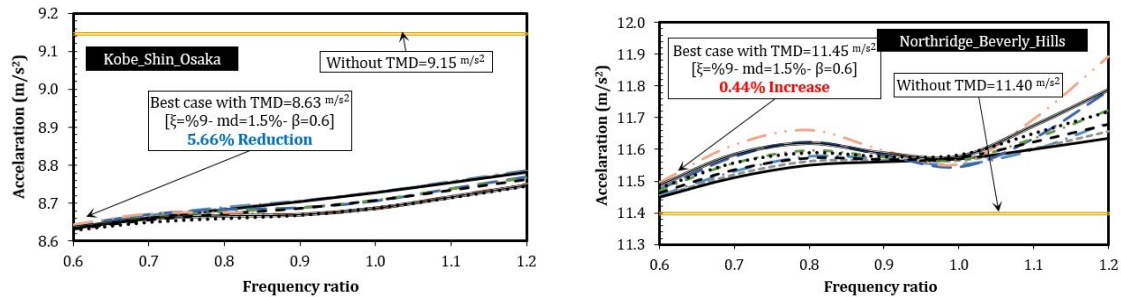 9.2
9.1
9.0
8.9
8.8
8.7
8.6
Accelaration (m/s²)
Kobe_Shin_Osaka
Without TMD=9.15 m/s2
Best case with TMD=8.63 m/s2
[ξ=%9- md=1.5%- β=0.6]
5.66% Reduction
0.6 0.7 0.8 0.9 1.0 1.1 1.2
Frequency ratio
12.0
11.9
11.8
11.7
11.6
11.5
11.4
11.3
Accelaration (m/s²)
Best case with TMD=11.45 m/s2
[ξ=%9- md=1.5%- β=0.6]
0.44% Increase
Northridge_Beverly_Hills
Without TMD=11.40 m/s2
0.6 0.7 0.8 0.9 1.0 1.1 1.2
Frequency ratio